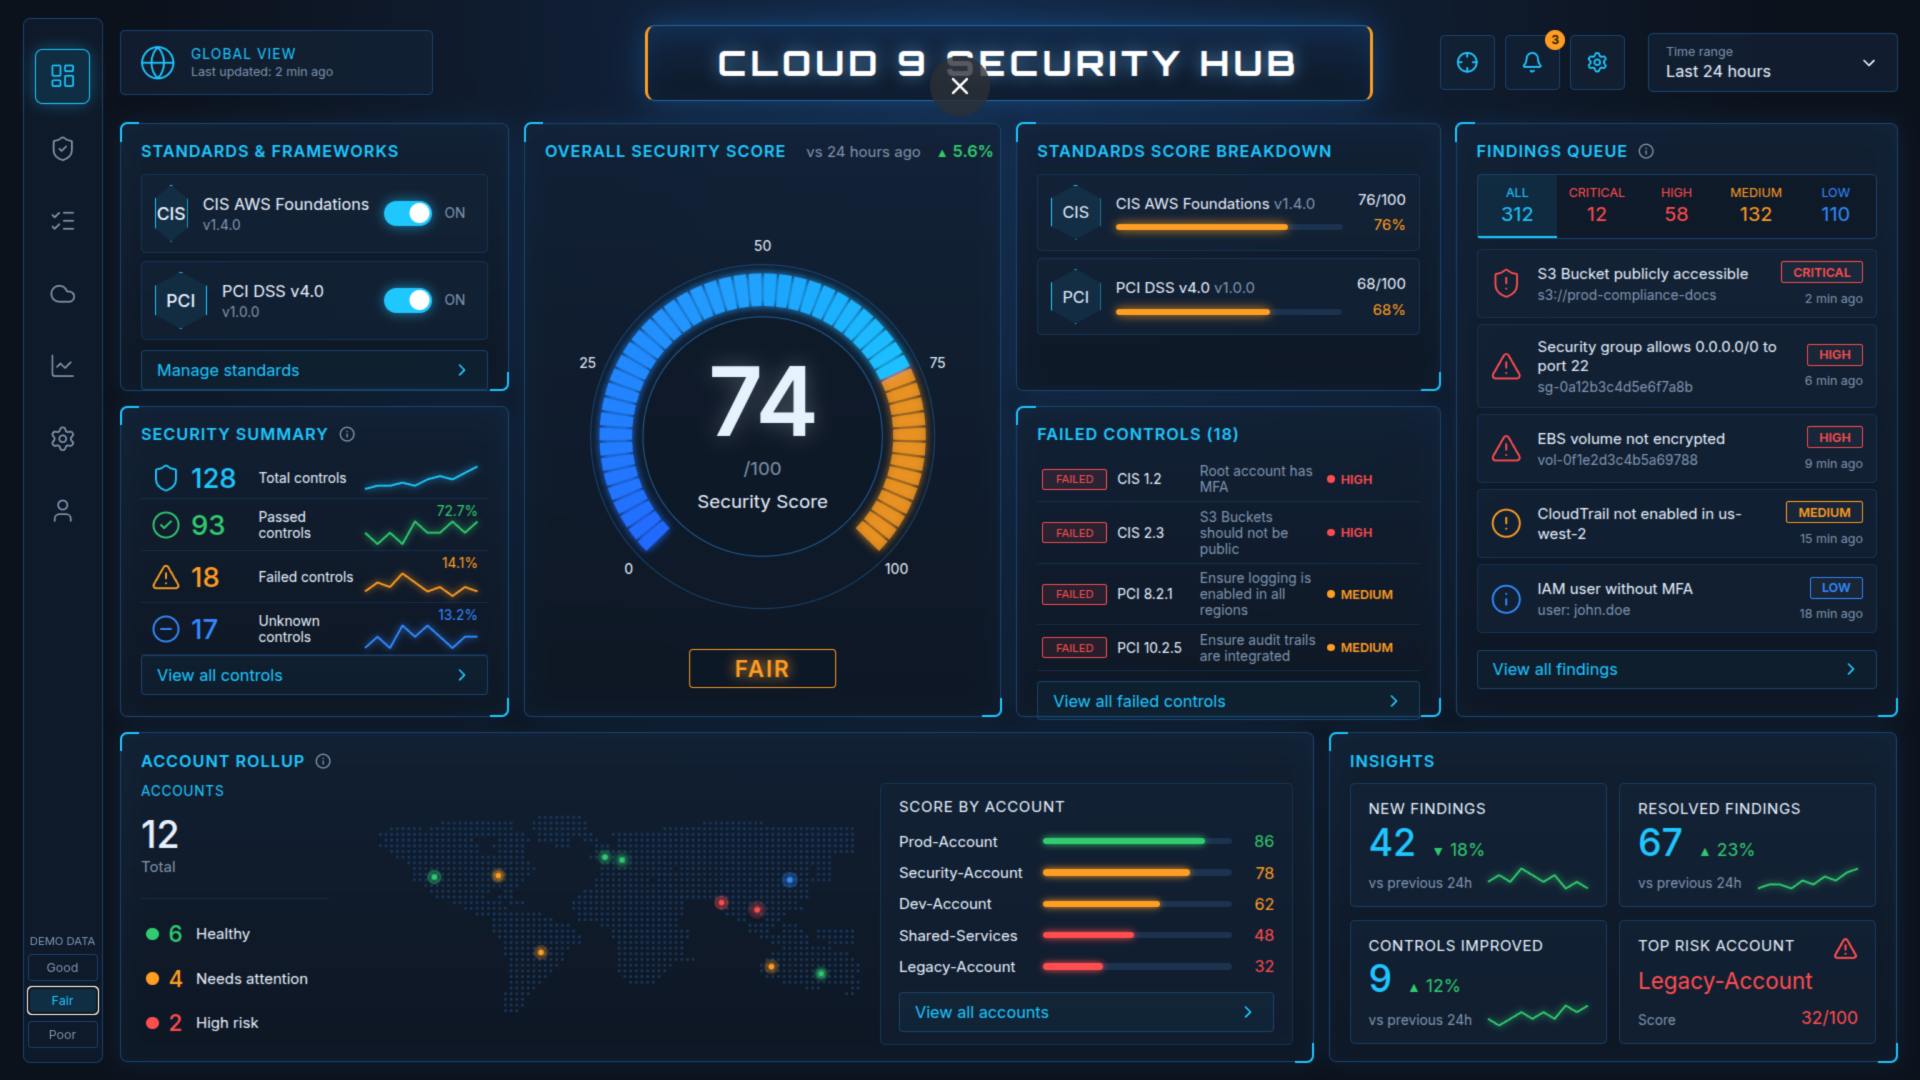 GLOBAL VIEW
Last updated: 2 min ago
CLOUD 9 SECURITY HUB
3
Time range
Last 24 hours
STANDARDS & FRAMEWORKS
CIS
CIS AWS Foundations
v1.4.0
ON
PCI
PCI DSS v4.0
v1.0.0
ON
Manage standards
OVERALL SECURITY SCORE
vs 24 hours ago
▲ 5.6%
50
25
75
74
/100
Security Score
0
100
FAIR
STANDARDS SCORE BREAKDOWN
CIS
CIS AWS Foundations v1.4.0
76/100
76%
PCI
PCI DSS v4.0 v1.0.0
68/100
68%
FINDINGS QUEUE
ALL
312
CRITICAL
12
HIGH
58
MEDIUM
132
LOW
110
S3 Bucket publicly accessible
s3://prod-compliance-docs
CRITICAL
2 min ago
Security group allows 0.0.0.0/0 to
port 22
sg-0a12b3c4d5e6f7a8b
HIGH
6 min ago
EBS volume not encrypted
vol-0f1e2d3c4b5a69788
HIGH
9 min ago
CloudTrail not enabled in us-
west-2
MEDIUM
15 min ago
IAM user without MFA
user: john.doe
LOW
18 min ago
View all findings
SECURITY SUMMARY
128
Total controls
93
Passed
controls
72.7%
18
Failed controls
14.1%
17
Unknown
controls
13.2%
View all controls
FAILED CONTROLS (18)
FAILED
CIS 1.2
Root account has
MFA
HIGH
FAILED
CIS 2.3
S3 Buckets
should not be
public
HIGH
FAILED
PCI 8.2.1
Ensure logging is
enabled in all
regions
MEDIUM
FAILED
PCI 10.2.5
Ensure audit trails
are integrated
MEDIUM
View all failed controls
ACCOUNT ROLLUP
ACCOUNTS
12
Total
6 Healthy
4 Needs attention
2 High risk
SCORE BY ACCOUNT
Prod-Account
86
Security-Account
78
Dev-Account
62
Shared-Services
48
Legacy-Account
32
View all accounts
INSIGHTS
NEW FINDINGS
42
▼ 18%
vs previous 24h
RESOLVED FINDINGS
67
▲ 23%
vs previous 24h
CONTROLS IMPROVED
9
▲ 12%
vs previous 24h
TOP RISK ACCOUNT
Legacy-Account
Score
32/100
DEMO DATA
Good
Fair
Poor